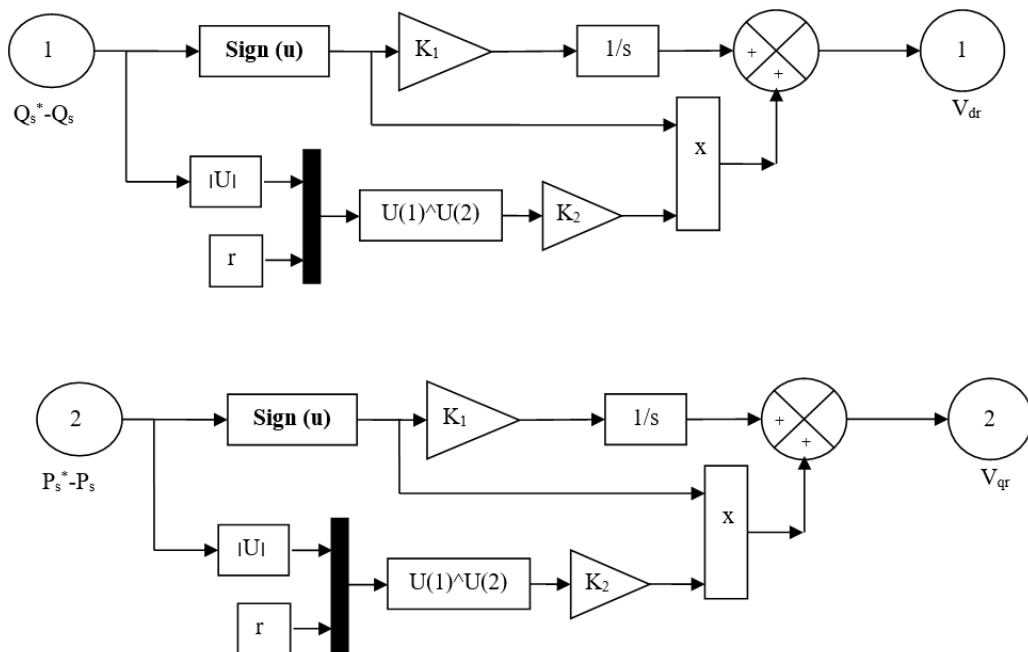 1
Sign (u)
K₁
1/s
+
+
1
Qs*-Qs
Vdr
x
|U|
U(1)^U(2)
K₂
r
2
Sign (u)
K₁
1/s
+
+
2
Ps*-Ps
Vqr
x
|U|
U(1)^U(2)
K₂
r